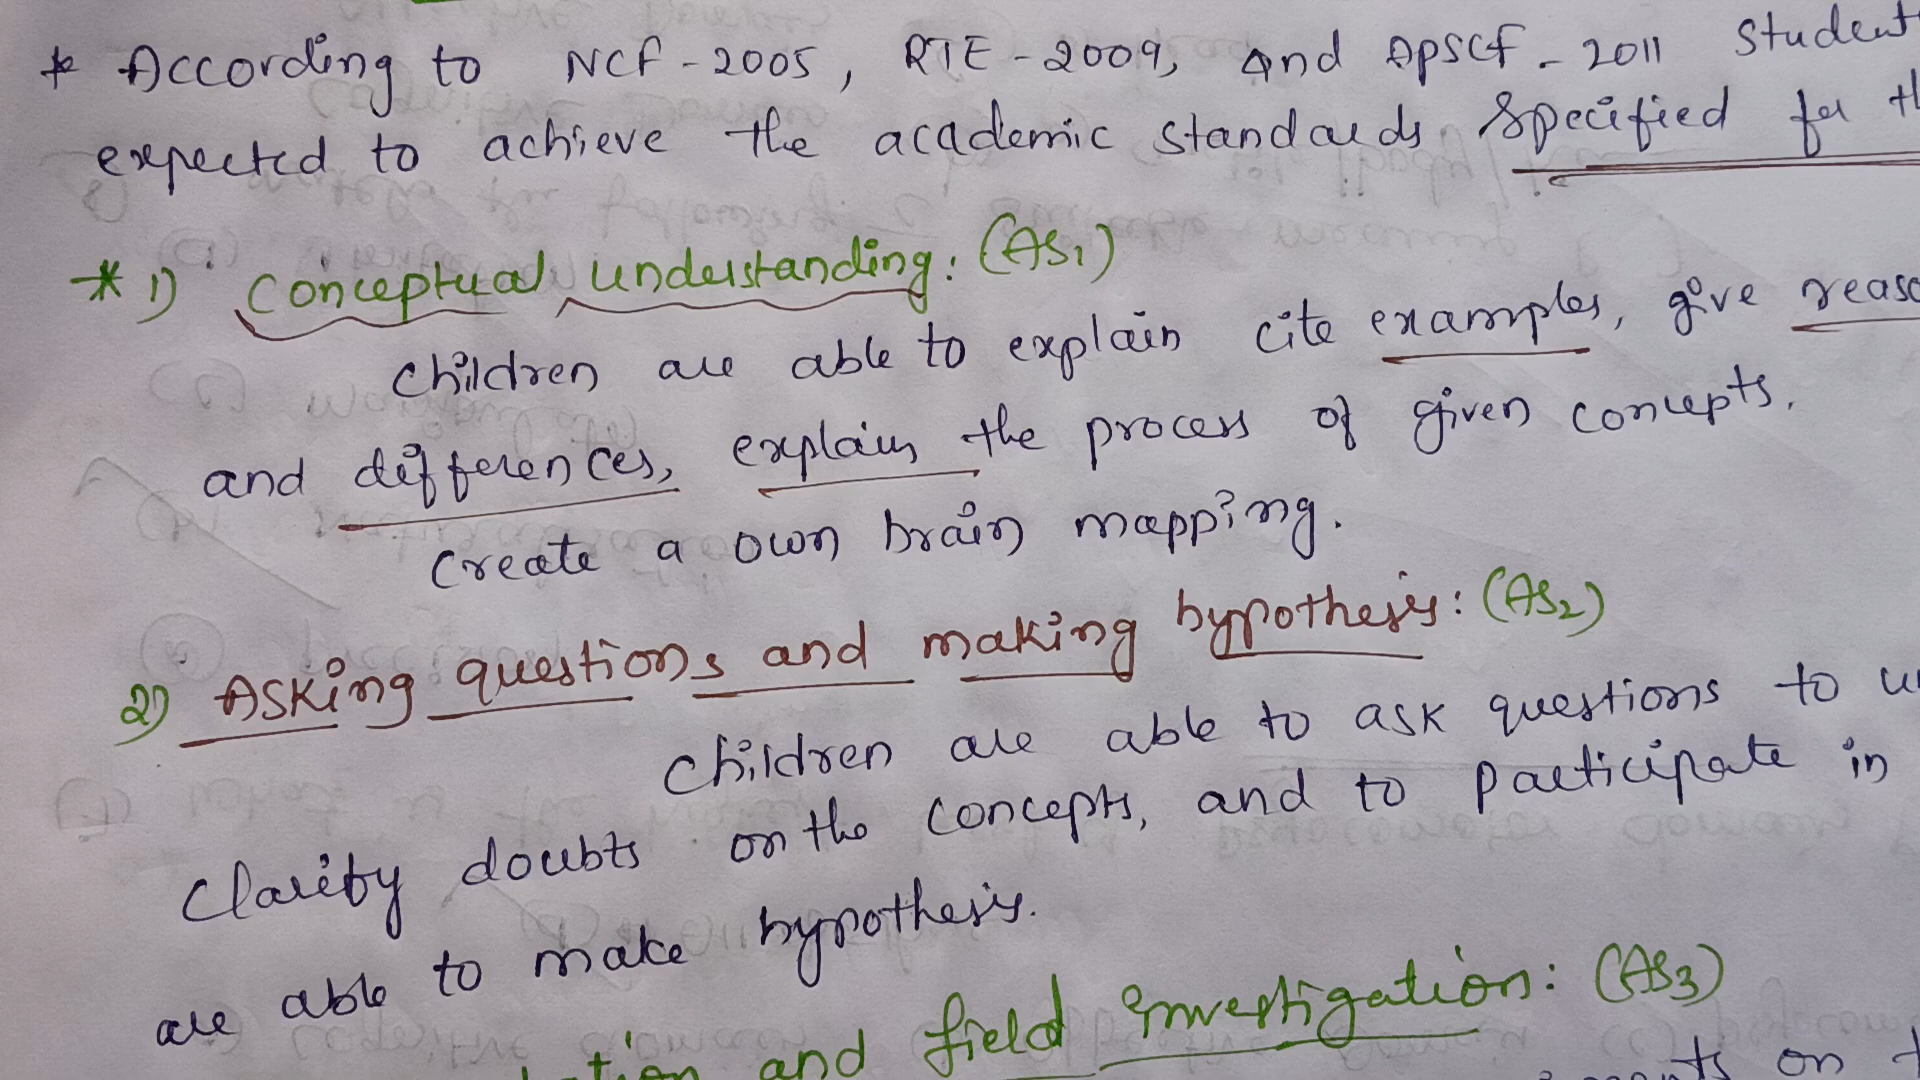 * According to NCF - 2005, RTE - 2009, and APSCF - 2011 Student
expected to achieve the academic standards specified for
* 1) Conceptual understanding: (AS1)
children are able to explain cite examples, give
and differences, explain the process of given concepts.
Create a own brain mapping.
2) Asking questions and making hypothesis: (AS2)
children are able to ask questions to
Clarity doubts on the concepts, and to participate in
are able to make hypothesis.
and field investigation: (AS3)
on